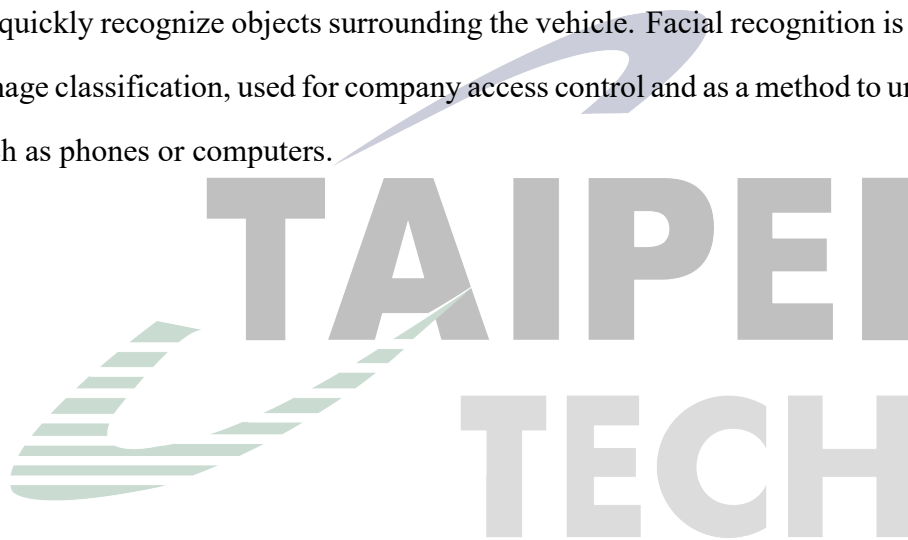 quickly recognize objects surrounding the vehicle. Facial recognition is
age classification, used for company access control and as a method to
h as phones or computers.
TAIPEI
TECH